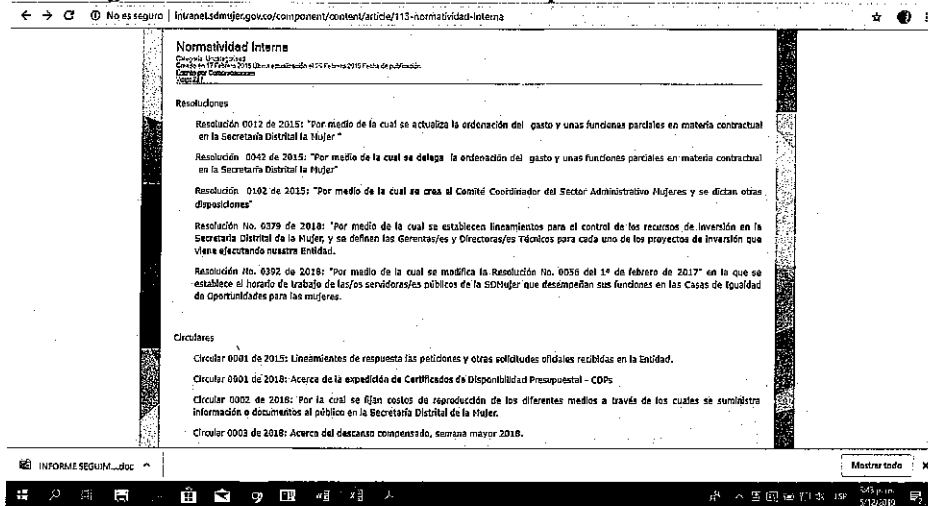 No es seguro | intranet.sdmujer.gov.co/component/content/article/113-normatividad-interna
Normatividad Interna
Resoluciones
Resolución 0012 de 2015: "Por medio de la cual se actualiza la ordenación del gasto y unas funciones parciales en materia contractual
en la Secretaría Distrital la Mujer "
Resolución 0042 de 2015: "Por medio de la cual se delega la ordenación del gasto y unas funciones parciales en materia contractual
en la Secretaría Distrital la Mujer"
Resolución 0102 de 2015: "Por medio de la cual se crea el Comité Coordinador del Sector Administrativo Mujeres y se dictan otras
disposiciones"
Resolución No. 0379 de 2018: "Por medio de la cual se establecen lineamientos para el control de los recursos de inversión en la
Secretaría Distrital de la Mujer, y se definen las Gerentas/es y Directoras/es Técnicos para cada uno de los proyectos de inversión que
viene ejecutando nuestra Entidad.
Resolución No. 0392 de 2018: "Por medio de la cual se modifica la Resolución No. 0056 del 1º de febrero de 2017" en la que se
establece el horario de trabajo de las/os servidoras/es públicos de la SDMujer que desempeñan sus funciones en las Casas de Igualdad
de Oportunidades para las mujeres.
Circulares
Circular 0001 de 2015: Lineamientos de respuesta las peticiones y otras solicitudes oficiales recibidas en la Entidad.
Circular 0001 de 2018: Acerca de la expedición de Certificados de Disponibilidad Presupuestal - CDPs
Circular 0002 de 2018: Por la cual se fijan costos de reproducción de los diferentes medios a través de los cuales se suministra
información o documentos al público en la Secretaría Distrital de la Mujer.
Circular 0003 de 2018: Acerca del descanso compensado, semana mayor 2018.
INFORME SEGUIM....doc
Mostrar todo
ESP
5:43 p.m.
5/12/2019